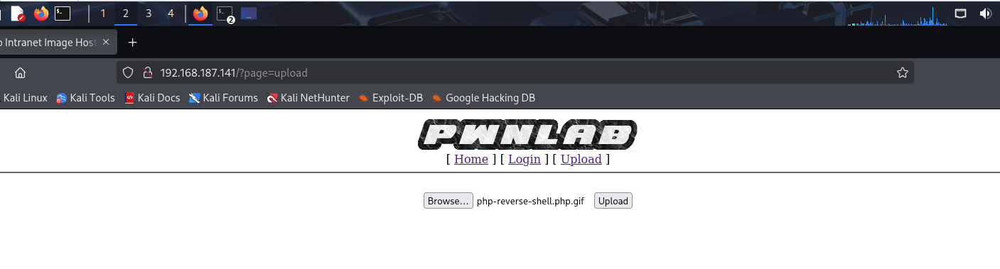 1 2 3 4 2
o Intranet Image Host
192.168.187.141/?page=upload
Kali Linux Kali Tools Kali Docs Kali Forums Kali NetHunter Exploit-DB Google Hacking DB
PWNLAB
[ Home ] [ Login ] [ Upload ]
Browse... php-reverse-shell.php.gif Upload